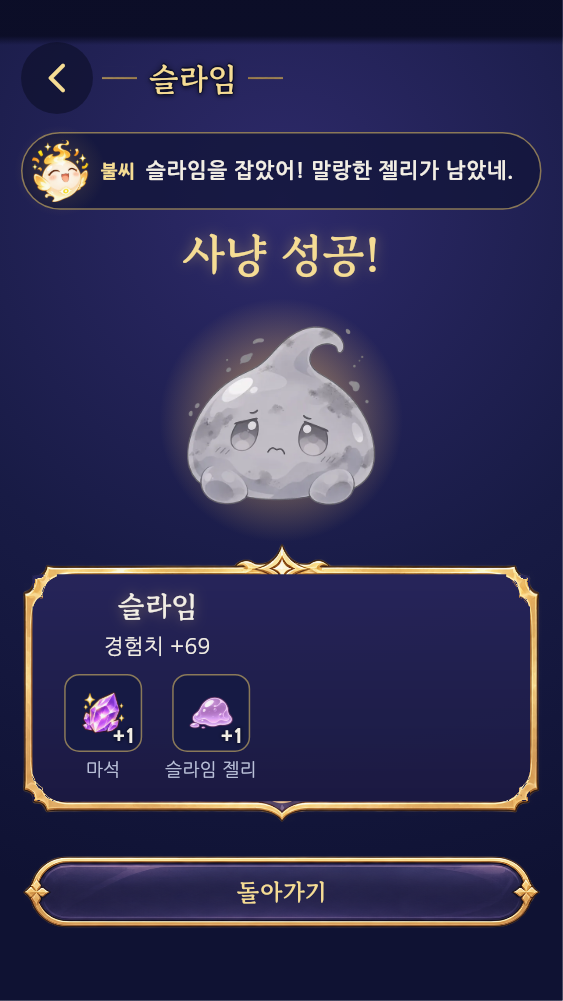 슬라임
불씨 슬라임을 잡았어! 말랑한 젤리가 남았네.
사냥 성공!
슬라임
경험치 +69
+1 +1
마석 슬라임 젤리
돌아가기